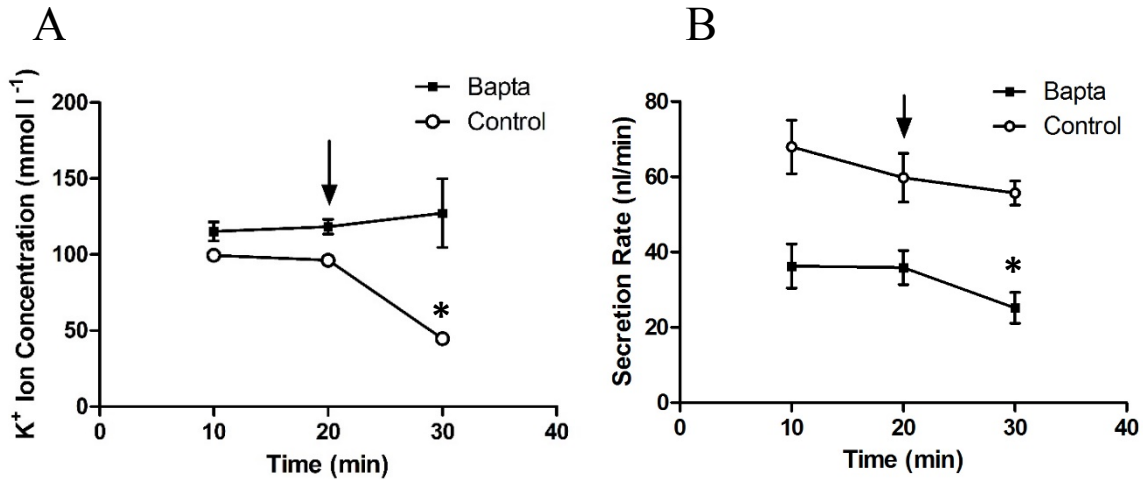 A
K⁺ Ion Concentration (mmol l⁻¹)
200
150
100
50
0
0 10 20 30 40
Time (min)
Bapta
Control
*
B
Secretion Rate (nl/min)
80
60
40
20
0
0 10 20 30 40
Time (min)
Bapta
Control
*